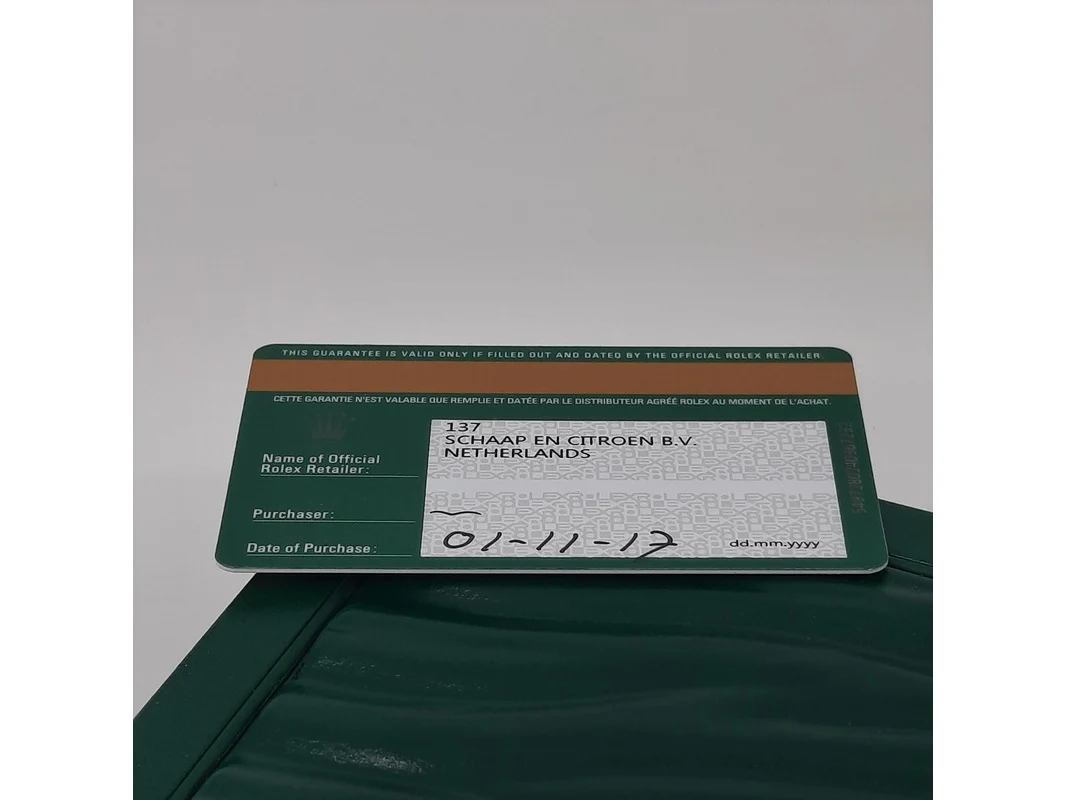 THIS GUARANTEE IS VALID ONLY IF FILLED OUT AND DATED BY THE OFFICIAL ROLEX RETAILER.
CETTE GARANTIE N'EST VALABLE QUE REMPLIE ET DATÉE PAR LE DISTRIBUTEUR AGRÉÉ ROLEX AU MOMENT DE L'ACHAT.
137
SCHAAP EN CITROEN B.V.
NETHERLANDS
Name of Official
Rolex Retailer:
Purchaser:
Date of Purchase: 01-11-12 dd.mm.yyyy